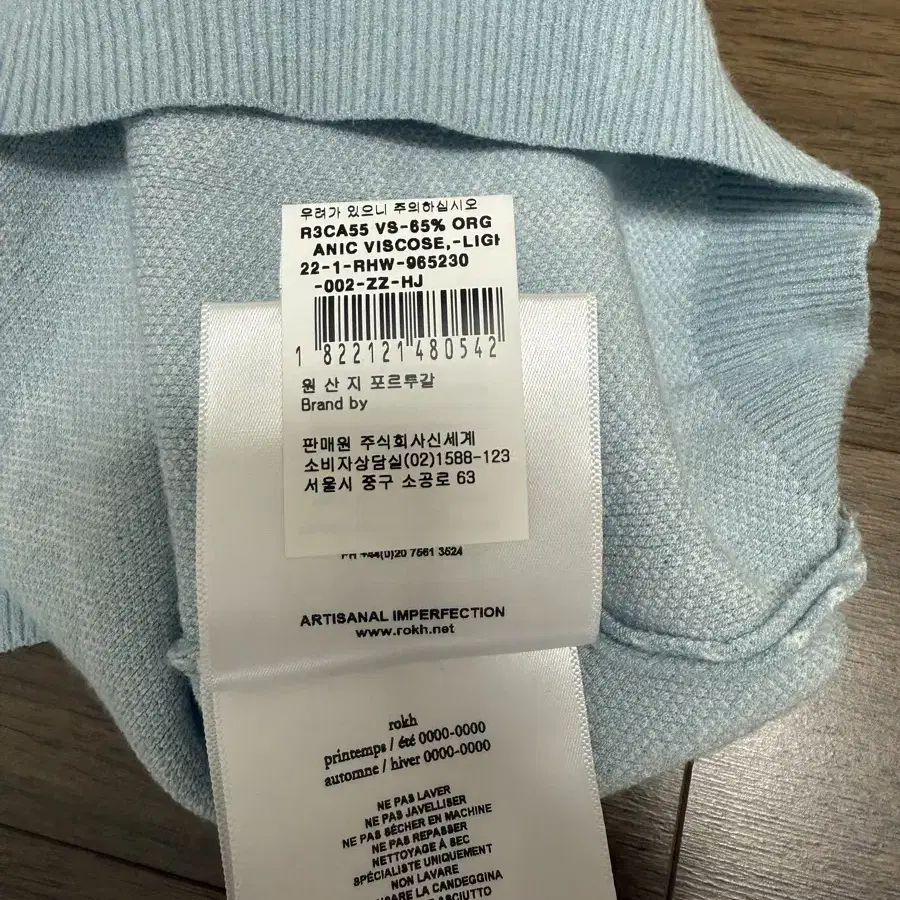 우려가 있으니 주의하십시오
R3CA55 VS-65% ORG
ANIC VISCOSE,-LIGH
22-1-RHW-965230
-002-ZZ-HJ
1 822121 480542
원 산 지 포르투갈
Brand by
판매원 주식회사신세계
소비자상담실(02)1588-123
서울시 중구 소공로 63
PH +44(0)20 7561 3524
ARTISANAL IMPERFECTION
www.rokh.net
rokh
printemps / été 0000-0000
automne / hiver 0000-0000
NE PAS LAVER
NE PAS JAVELLISER
NE PAS SÉCHER EN MACHINE
NE PAS REPASSER
NETTOYAGE À SEC
SPÉCIALISTE UNIQUEMENT
NON LAVARE
USARE LA CANDEGGINA